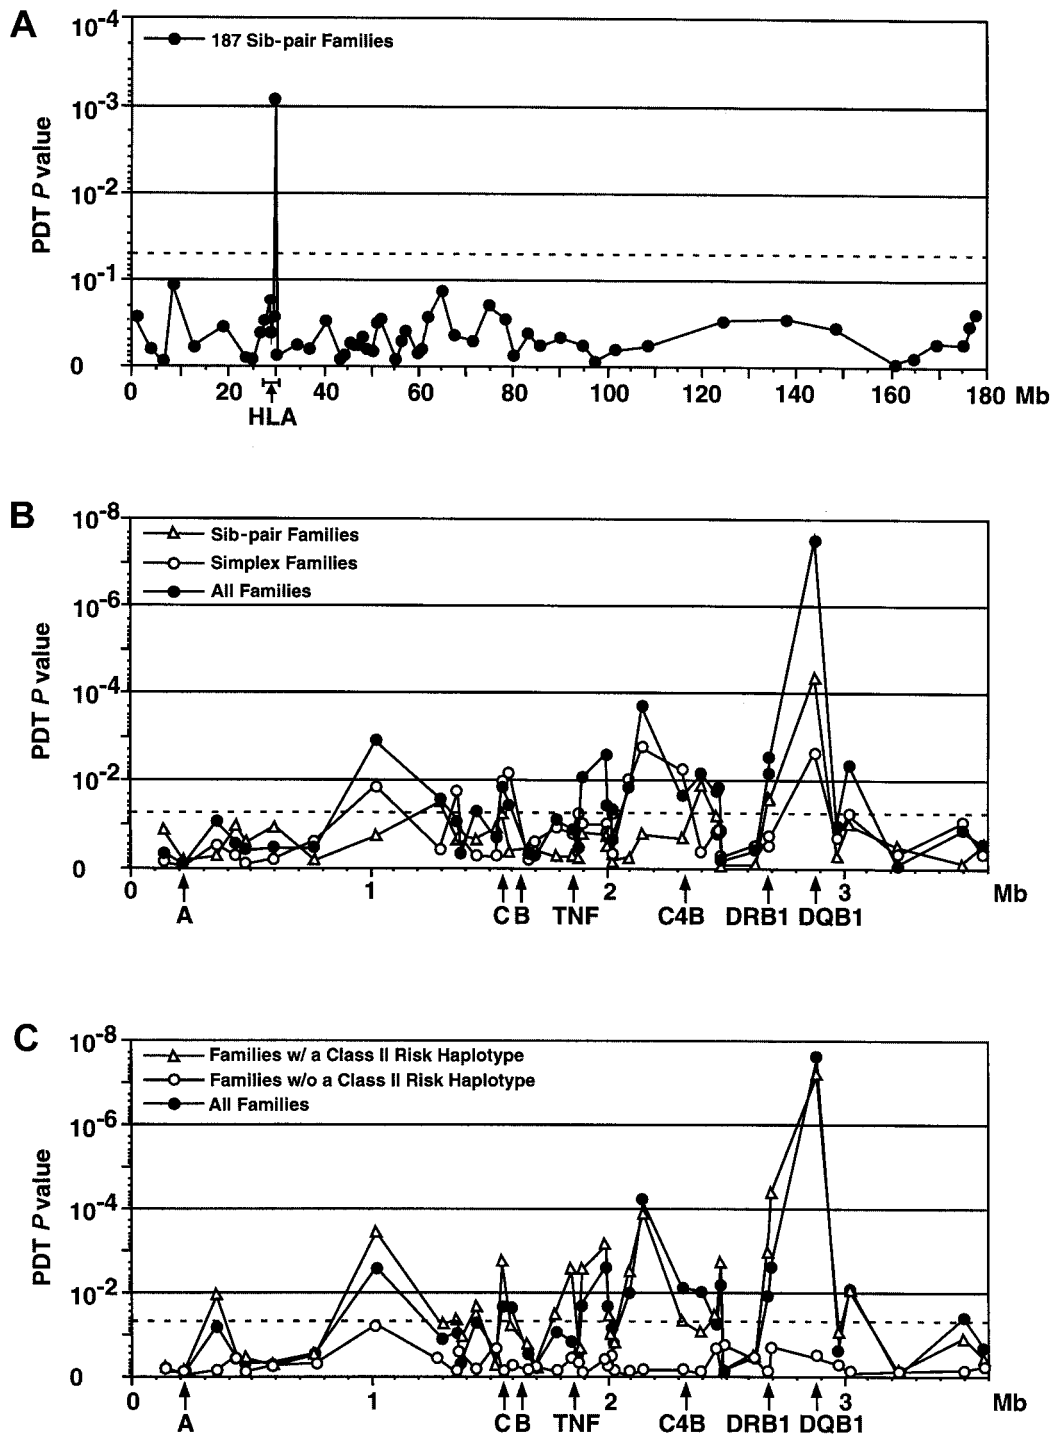 A
10-4
187 Sib-pair Families
10-3
PDT P value
10-2
10-1
0
0 20 40 60 80 100 120 140 160 180 Mb
HLA
B
10-8
Sib-pair Families
Simplex Families
All Families
10-6
PDT P value
10-4
10-2
0
0 1 2 3 Mb
A C B TNF C4B DRB1 DQB1
C
10-8
Families w/ a Class II Risk Haplotype
Families w/o a Class II Risk Haplotype
All Families
10-6
PDT P value
10-4
10-2
0
0 1 2 3 Mb
A C B TNF C4B DRB1 DQB1